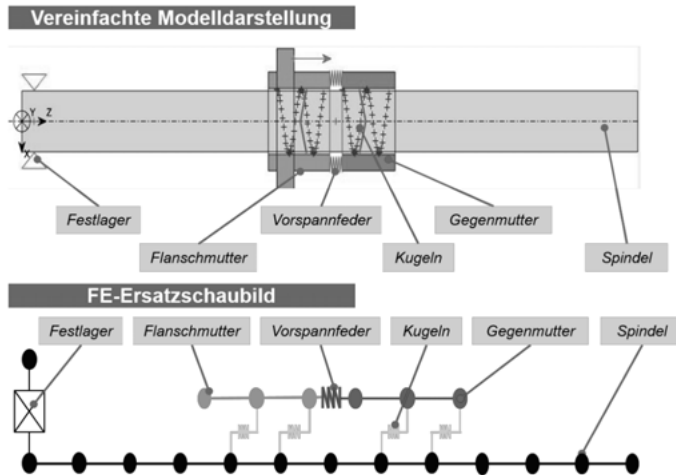 Vereinfachte Modelldarstellung
Y
Z
X
Festlager
Vorspannfeder
Gegenmutter
Flanschmutter
Kugeln
Spindel
FE-Ersatzschaubild
Festlager
Flanschmutter
Vorspannfeder
Kugeln
Gegenmutter
Spindel